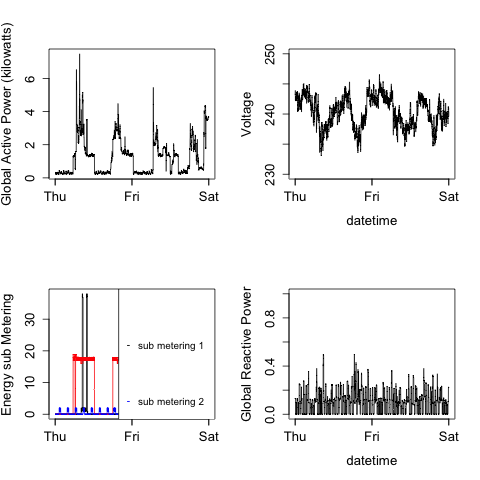 Global Active Power (kilowatts)
0 2 4 6
Thu Fri Sat
Voltage
230 240 250
Thu Fri Sat
datetime
Energy sub Metering
0 10 20 30
- sub metering 1
- sub metering 2
Thu Fri Sat
Global Reactive Power
0.0 0.4 0.8
Thu Fri Sat
datetime